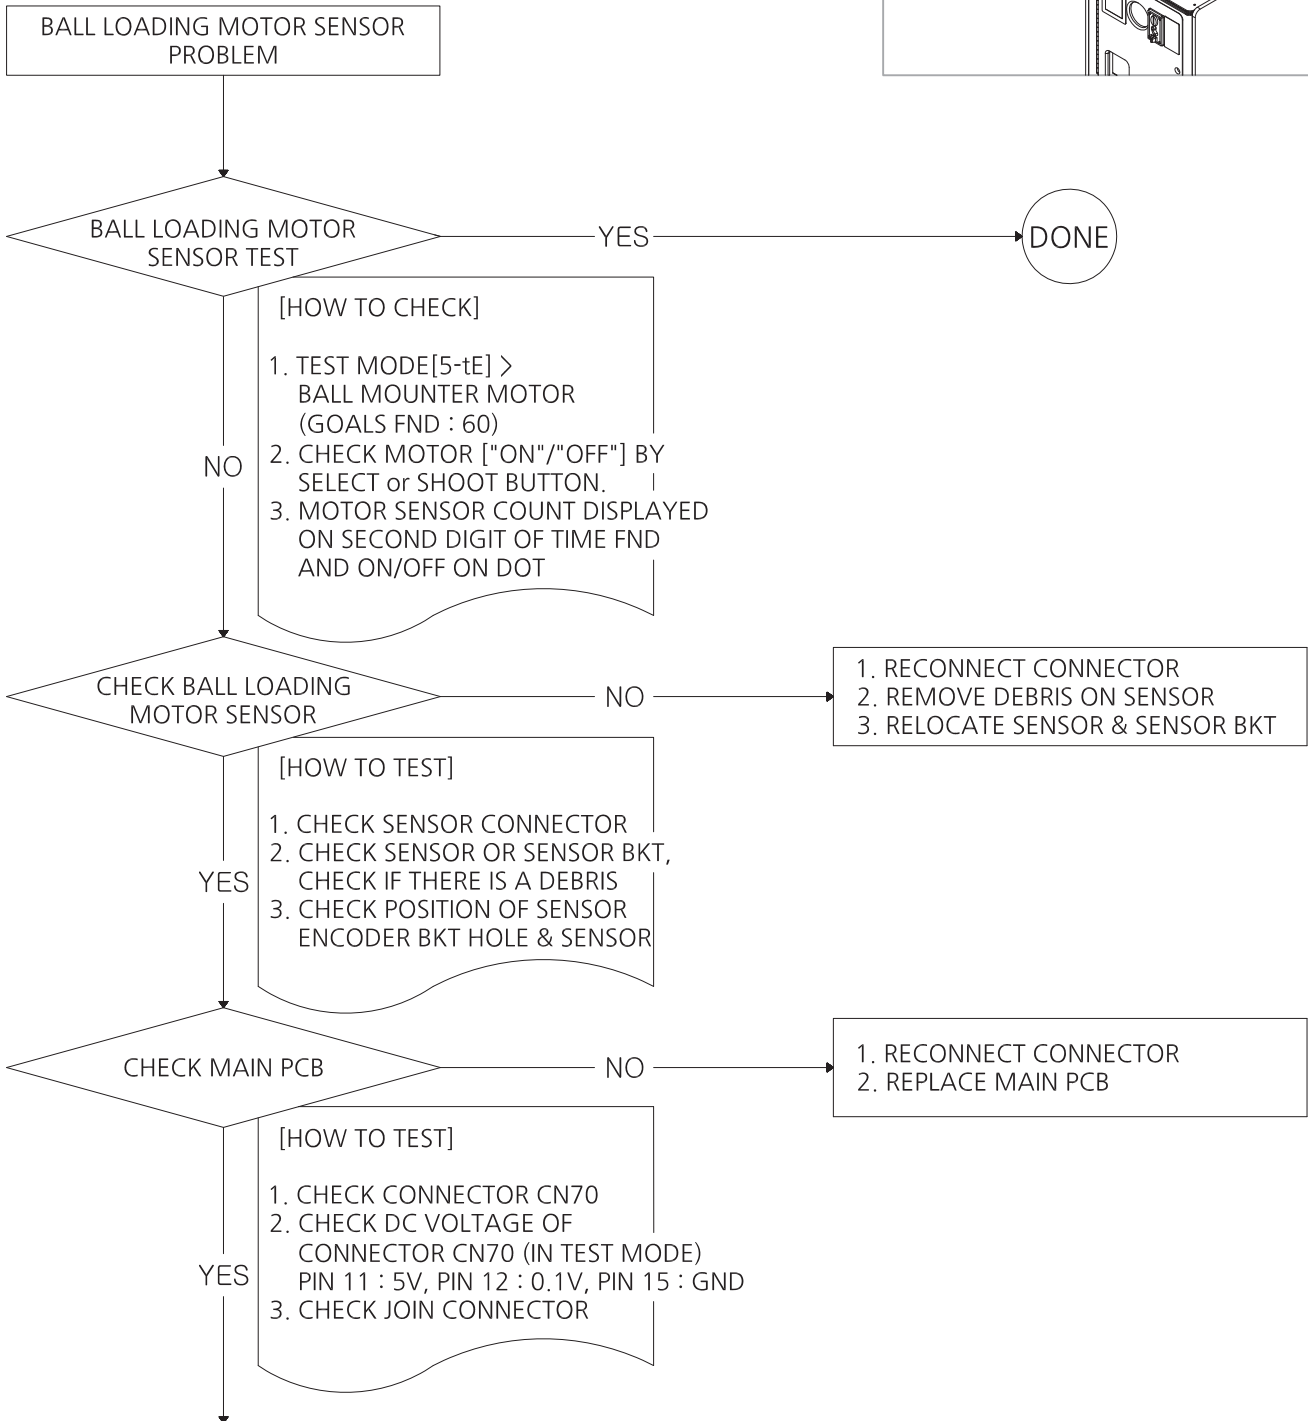 BALL LOADING MOTOR SENSOR
PROBLEM
BALL LOADING MOTOR
SENSOR TEST
YES
DONE
[HOW TO CHECK]
1. TEST MODE[5-tE] >
BALL MOUNTER MOTOR
(GOALS FND : 60)
2. CHECK MOTOR ["ON"/"OFF"] BY
SELECT or SHOOT BUTTON.
3. MOTOR SENSOR COUNT DISPLAYED
ON SECOND DIGIT OF TIME FND
AND ON/OFF ON DOT
NO
CHECK BALL LOADING
MOTOR SENSOR
NO
1. RECONNECT CONNECTOR
2. REMOVE DEBRIS ON SENSOR
3. RELOCATE SENSOR & SENSOR BKT
[HOW TO TEST]
1. CHECK SENSOR CONNECTOR
2. CHECK SENSOR OR SENSOR BKT,
CHECK IF THERE IS A DEBRIS
3. CHECK POSITION OF SENSOR
ENCODER BKT HOLE & SENSOR
YES
CHECK MAIN PCB
NO
1. RECONNECT CONNECTOR
2. REPLACE MAIN PCB
[HOW TO TEST]
1. CHECK CONNECTOR CN70
2. CHECK DC VOLTAGE OF
CONNECTOR CN70 (IN TEST MODE)
PIN 11 : 5V, PIN 12 : 0.1V, PIN 15 : GND
3. CHECK JOIN CONNECTOR
YES